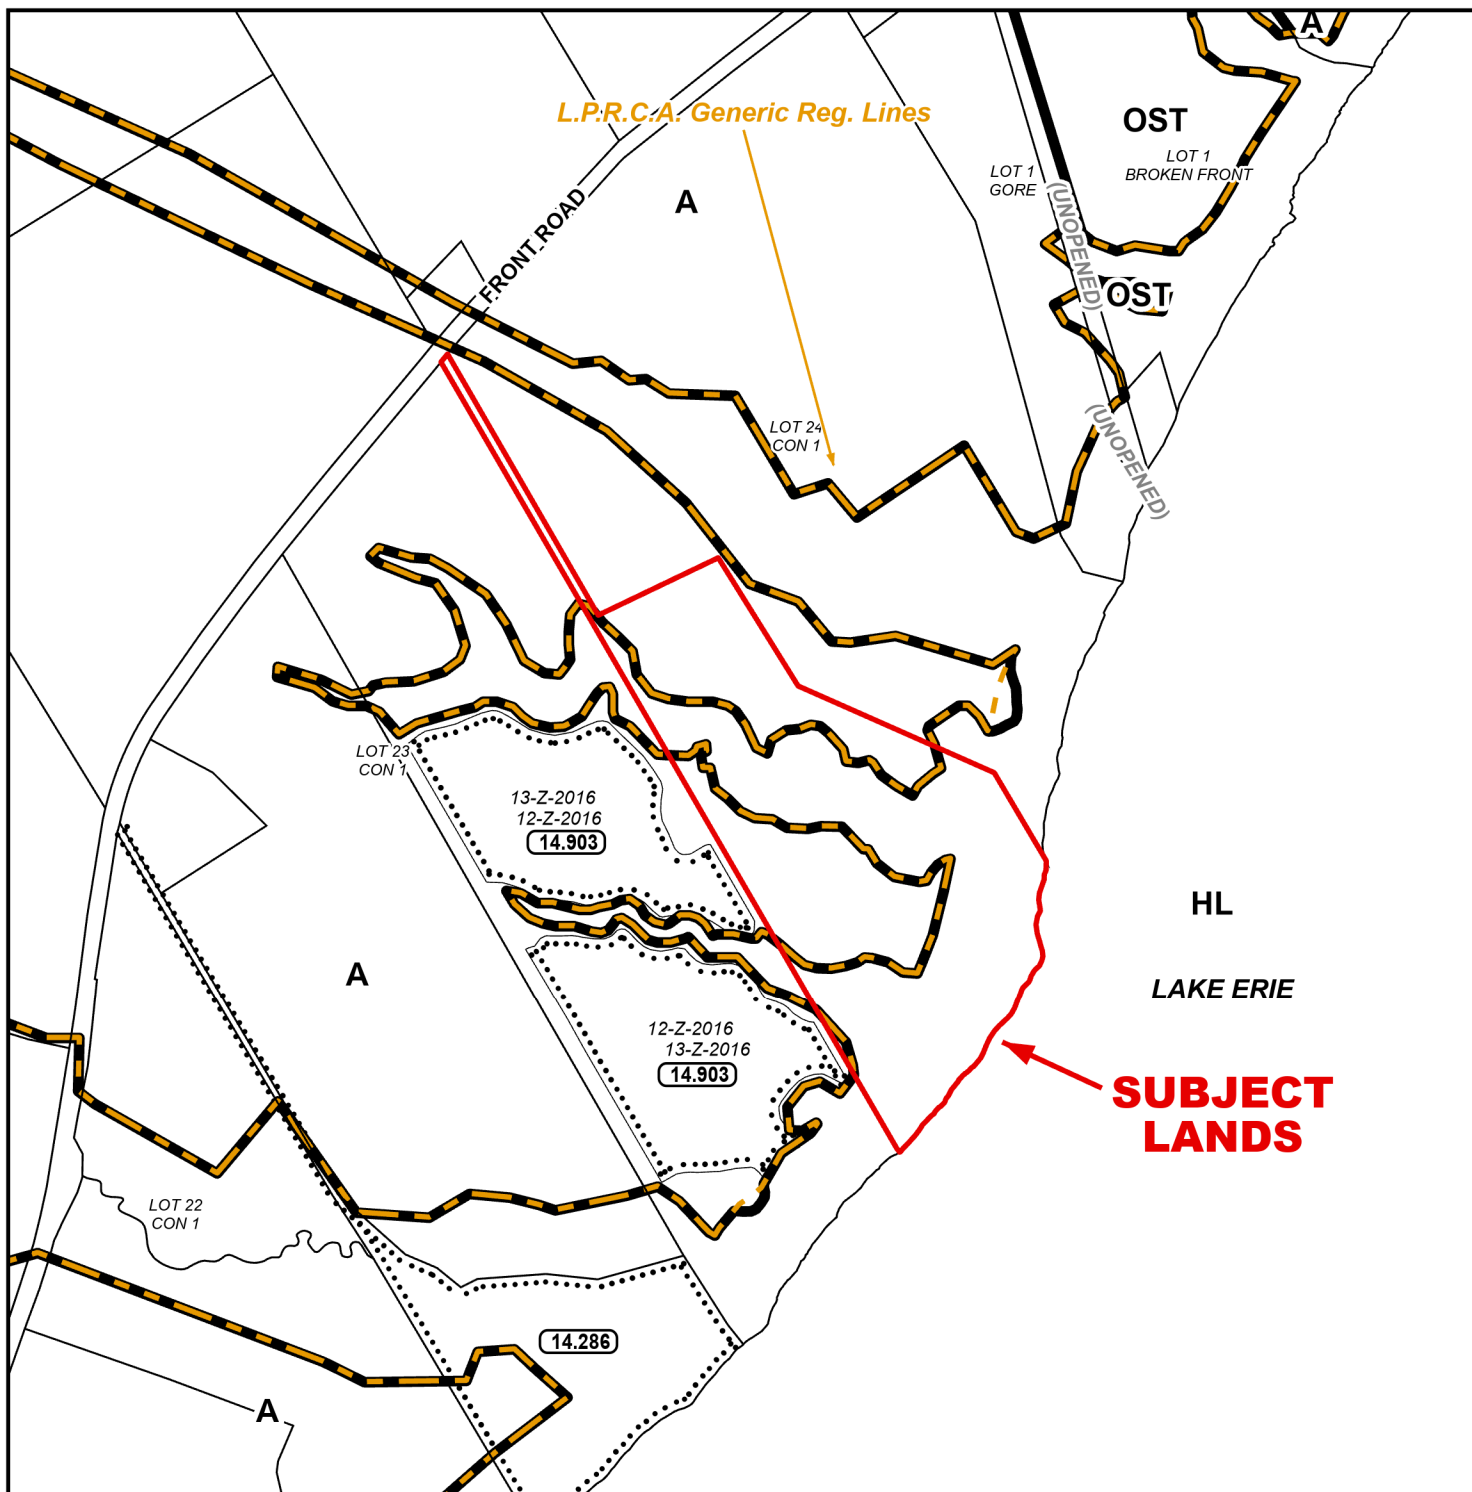 A
L.P.R.C.A. Generic Reg. Lines
OST
LOT 1
BROKEN FRONT
LOT 1
GORE
A
FRONT ROAD
(UNOPENED)
OST
LOT 24
CON 1
(UNOPENED)
LOT 23
CON 1
13-Z-2016
12-Z-2016
14.903
HL
LAKE ERIE
A
12-Z-2016
13-Z-2016
14.903
SUBJECT
LANDS
LOT 22
CON 1
14.286
A